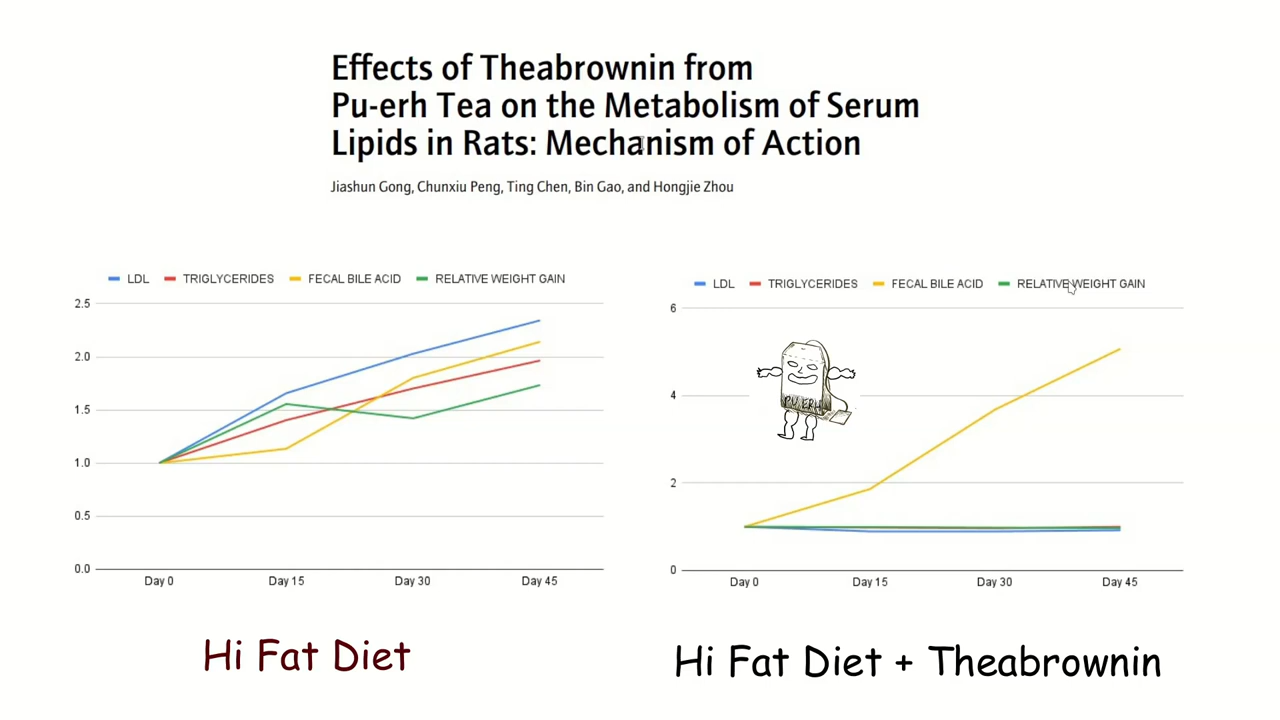 Effects of Theabrownin from
Pu-erh Tea on the Metabolism of Serum
Lipids in Rats: Mechanism of Action
Jiashun Gong, Chunxiu Peng, Ting Chen, Bin Gao, and Hongjie Zhou
LDL TRIGLYCERIDES FECAL BILE ACID RELATIVE WEIGHT GAIN
2.5
2.0
1.5
1.0
0.5
0.0
Day 0 Day 15 Day 30 Day 45
Hi Fat Diet
LDL TRIGLYCERIDES FECAL BILE ACID RELATIVE WEIGHT GAIN
6
4
2
0
PU ERH
Day 0 Day 15 Day 30 Day 45
Hi Fat Diet + Theabrownin